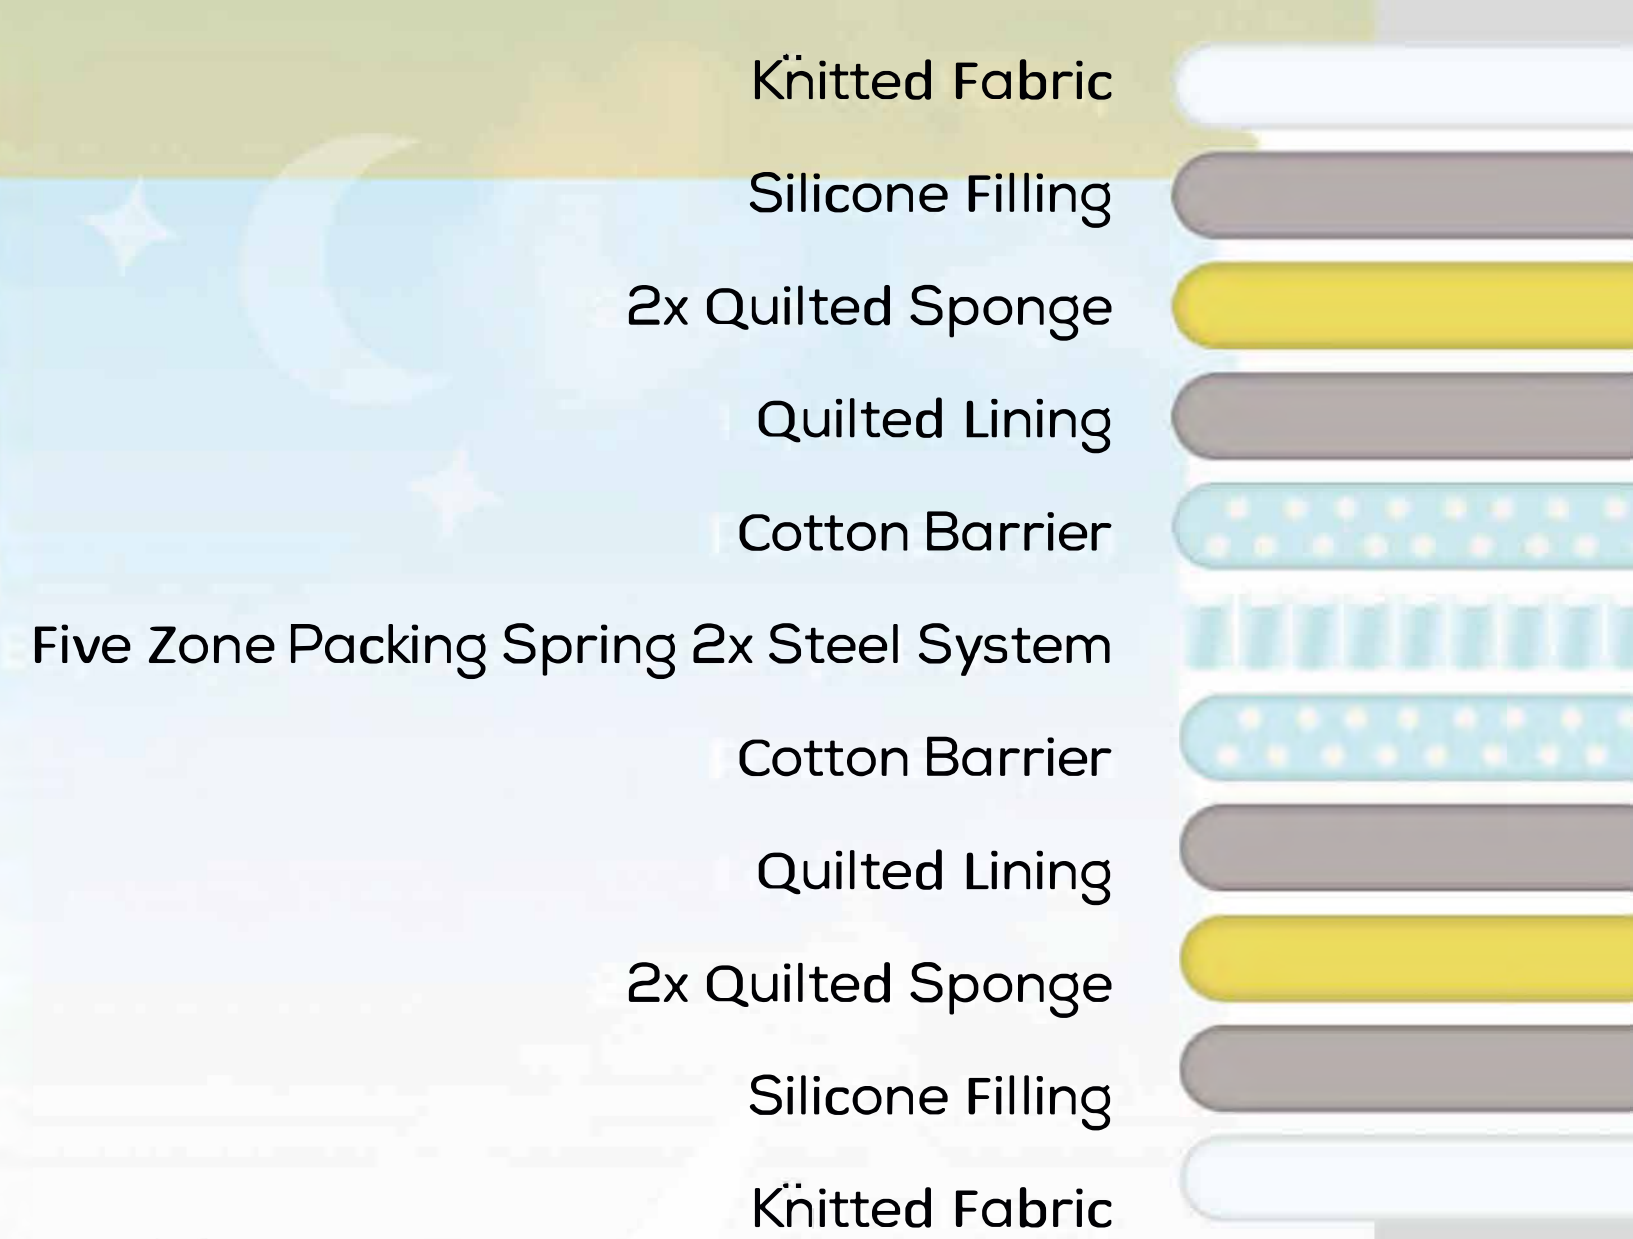 Knitted Fabric
Silicone Filling
2x Quilted Sponge
Quilted Lining
Cotton Barrier
Five Zone Packing Spring 2x Steel System
Cotton Barrier
Quilted Lining
2x Quilted Sponge
Silicone Filling
Knitted Fabric